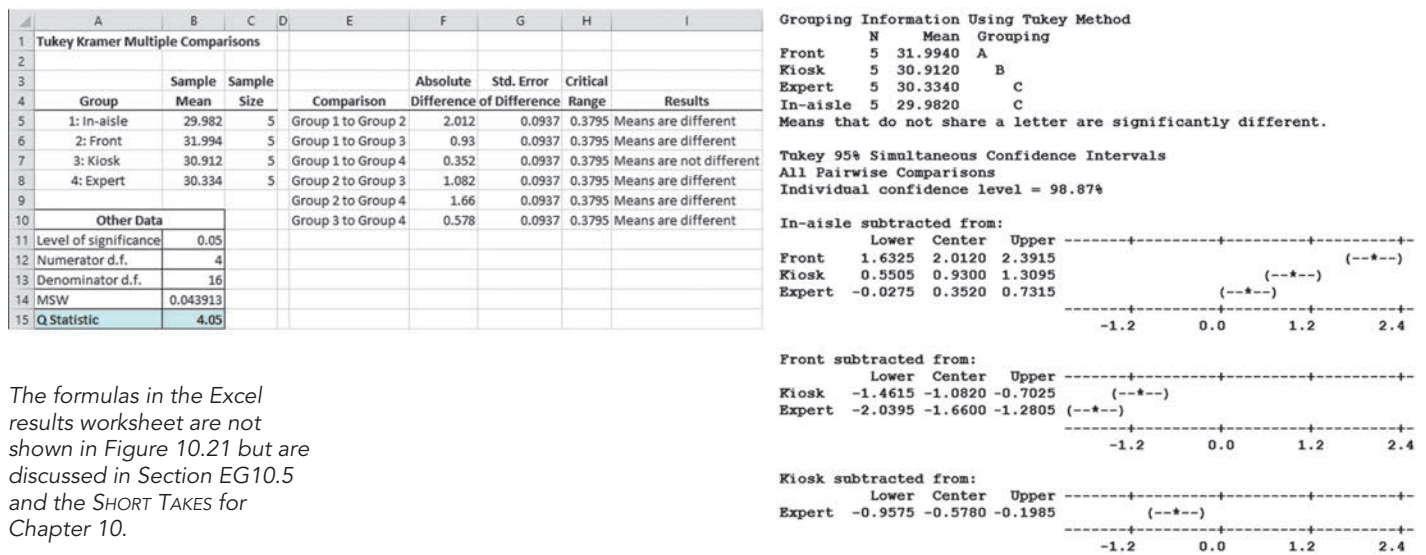 A B C D E F G H I
1 Tukey Kramer Multiple Comparisons
2
3 Sample Sample Absolute Std. Error Critical
4 Group Mean Size Comparison Difference of Difference Range Results
5 1: In-aisle 29.982 5 Group 1 to Group 2 2.012 0.0937 0.3795 Means are different
6 2: Front 31.994 5 Group 1 to Group 3 0.93 0.0937 0.3795 Means are different
7 3: Kiosk 30.912 5 Group 1 to Group 4 0.352 0.0937 0.3795 Means are not different
8 4: Expert 30.334 5 Group 2 to Group 3 1.082 0.0937 0.3795 Means are different
9 Group 2 to Group 4 1.66 0.0937 0.3795 Means are different
10 Other Data Group 3 to Group 4 0.578 0.0937 0.3795 Means are different
11 Level of significance 0.05
12 Numerator d.f. 4
13 Denominator d.f. 16
14 MSW 0.043913
15 Q Statistic 4.05
The formulas in the Excel
results worksheet are not
shown in Figure 10.21 but are
discussed in Section EG10.5
and the SHORT TAKES for
Chapter 10.
Grouping Information Using Tukey Method
N Mean Grouping
Front 5 31.9940 A
Kiosk 5 30.9120 B
Expert 5 30.3340 C
In-aisle 5 29.9820 C
Means that do not share a letter are significantly different.
Tukey 95% Simultaneous Confidence Intervals
All Pairwise Comparisons
Individual confidence level = 98.87%
In-aisle subtracted from:
Lower Center Upper --------+---------+---------+---------+-
Front 1.6325 2.0120 2.3915 (--*--)
Kiosk 0.5505 0.9300 1.3095 (--*--)
Expert -0.0275 0.3520 0.7315 (--*--)
--------+---------+---------+---------+-
-1.2 0.0 1.2 2.4
Front subtracted from:
Lower Center Upper --------+---------+---------+---------+-
Kiosk -1.4615 -1.0820 -0.7025 (--*--)
Expert -2.0395 -1.6600 -1.2805 (--*--)
--------+---------+---------+---------+-
-1.2 0.0 1.2 2.4
Kiosk subtracted from:
Lower Center Upper --------+---------+---------+---------+-
Expert -0.9575 -0.5780 -0.1985 (--*--)
--------+---------+---------+---------+-
-1.2 0.0 1.2 2.4